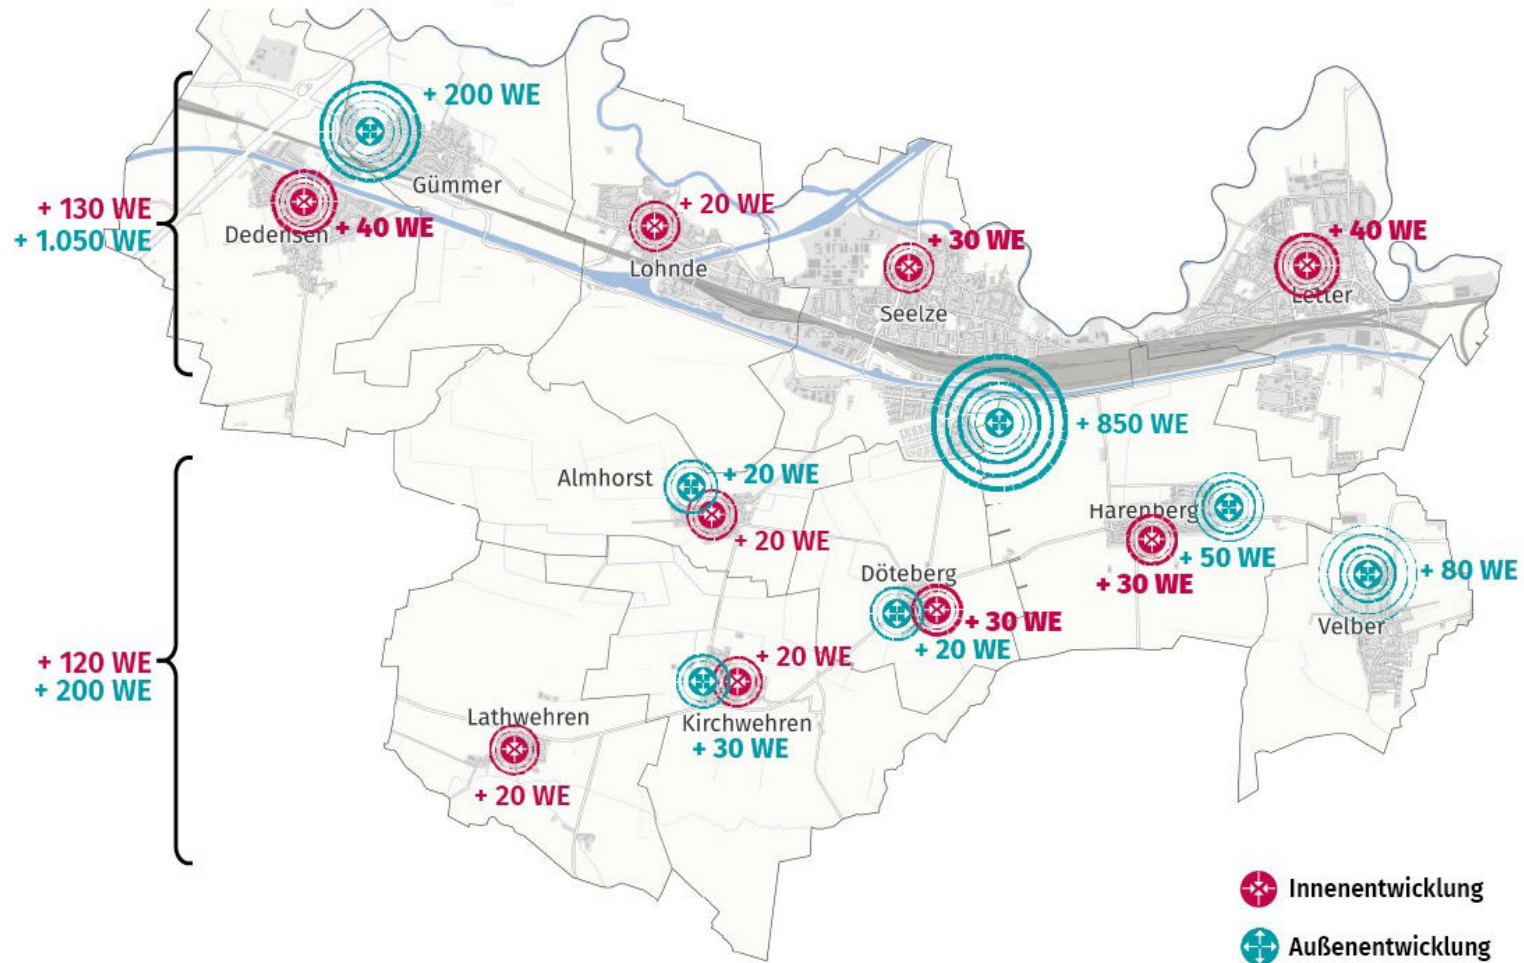 + 200 WE
Gümmer
+ 130 WE
+ 1.050 WE
Dedensen
+ 40 WE
+ 20 WE
Lohnde
+ 30 WE
Seelze
+ 40 WE
Letter
+ 850 WE
Almhorst
+ 20 WE
+ 20 WE
Harenberg
+ 50 WE
+ 30 WE
+ 80 WE
Velber
Döteberg
+ 30 WE
+ 20 WE
+ 120 WE
+ 200 WE
+ 20 WE
Kirchwehren
+ 30 WE
Lathwehren
+ 20 WE
Innenentwicklung
Außenentwicklung